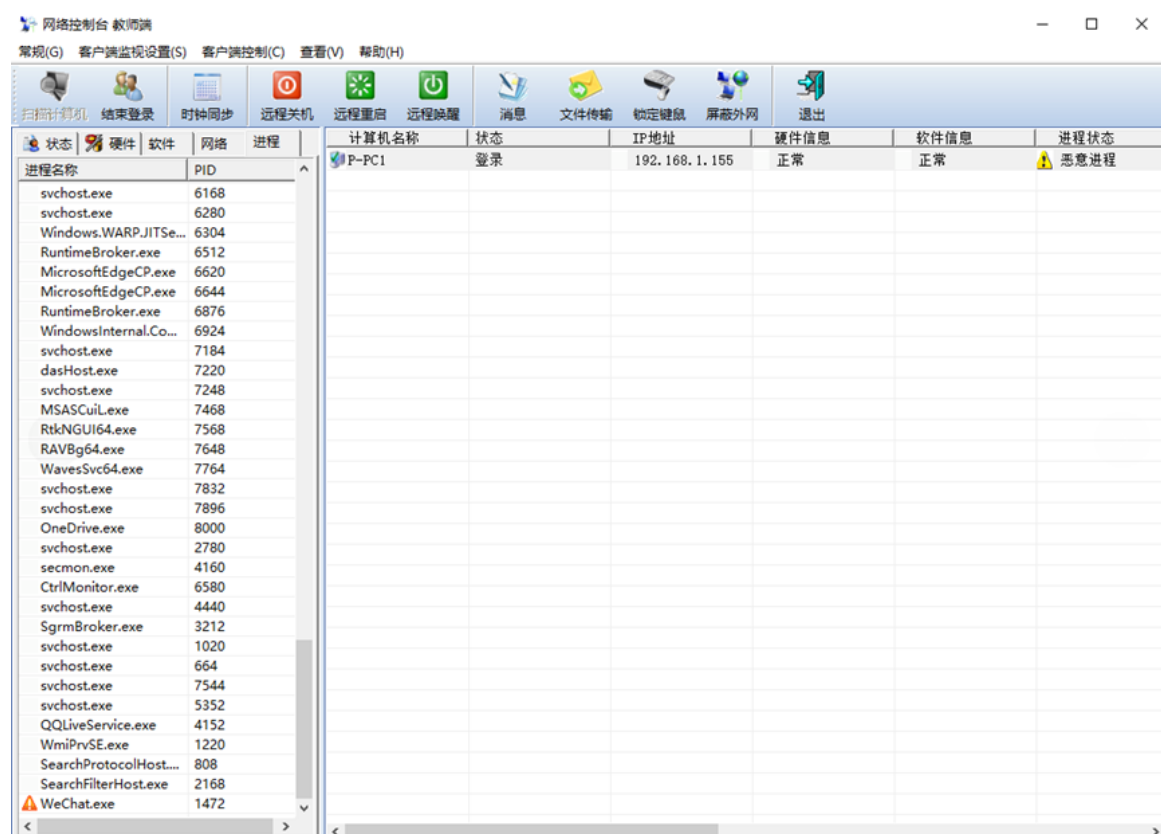 网络控制台 教师端
常规(G) 客户端监视设置(S) 客户端控制(C) 查看(V) 帮助(H)
扫描计算机 结束登录 时钟同步 远程关机 远程重启 远程唤醒 消息 文件传输 锁定键鼠 屏蔽外网 退出
状态 硬件 软件 网络 进程
计算机名称 状态 IP地址 硬件信息 软件信息 进程状态
P-PC1 登录 192.168.1.155 正常 正常 恶意进程
进程名称 PID
svchost.exe 6168
svchost.exe 6280
Windows.WARP.JITSe... 6304
RuntimeBroker.exe 6512
MicrosoftEdgeCP.exe 6620
MicrosoftEdgeCP.exe 6644
RuntimeBroker.exe 6876
WindowsInternal.Co... 6924
svchost.exe 7184
dasHost.exe 7220
svchost.exe 7248
MSASCuiL.exe 7468
RtkNGUI64.exe 7568
RAVBg64.exe 7648
WavesSvc64.exe 7764
svchost.exe 7832
svchost.exe 7896
OneDrive.exe 8000
svchost.exe 2780
secmon.exe 4160
CtrlMonitor.exe 6580
svchost.exe 4440
SgrmBroker.exe 3212
svchost.exe 1020
svchost.exe 664
svchost.exe 7544
svchost.exe 5352
QQLiveService.exe 4152
WmiPrvSE.exe 1220
SearchProtocolHost.... 808
SearchFilterHost.exe 2168
WeChat.exe 1472